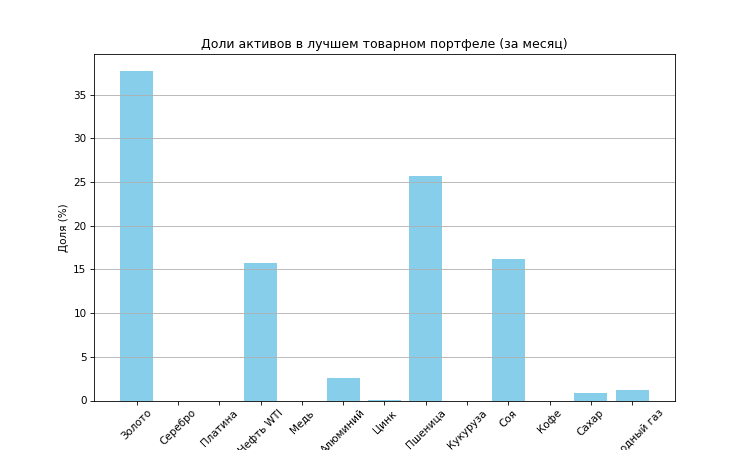 Доли активов в лучшем товарном портфеле (за месяц)
Доля (%)
35
30
25
20
15
10
5
0
Золото
Серебро
Платина
Нефть WTI
Медь
Алюминий
Цинк
Пшеница
Кукуруза
Соя
Кофе
Сахар
одный газ